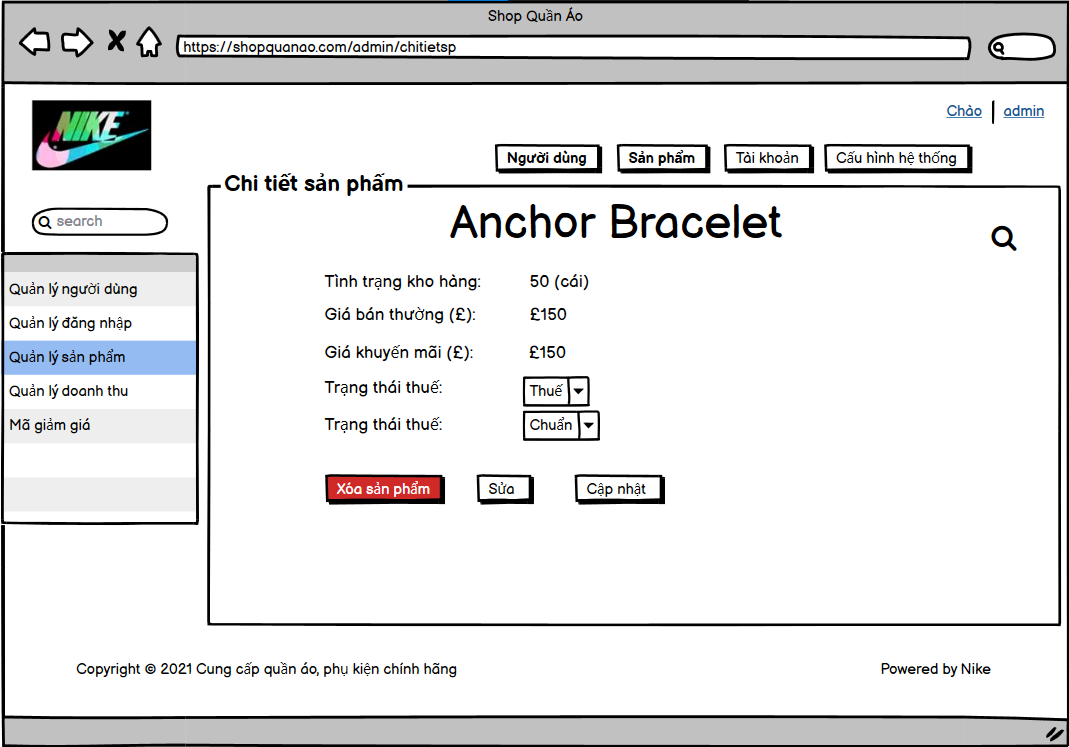 Shop Quần Áo
https://shopquanao.com/admin/chitietsp
NIKE
Chào admin
Người dùng Sản phẩm Tài khoản Cấu hình hệ thống
Chi tiết sản phẩm
search
Anchor Bracelet
Quản lý người dùng
Quản lý đăng nhập
Quản lý sản phẩm
Quản lý doanh thu
Mã giảm giá
Tình trạng kho hàng: 50 (cái)
Giá bán thường (£): £150
Giá khuyến mãi (£): £150
Trạng thái thuế: Thuế
Trạng thái thuế: Chuẩn
Xóa sản phẩm Sửa Cập nhật
Copyright © 2021 Cung cấp quần áo, phụ kiện chính hãng
Powered by Nike